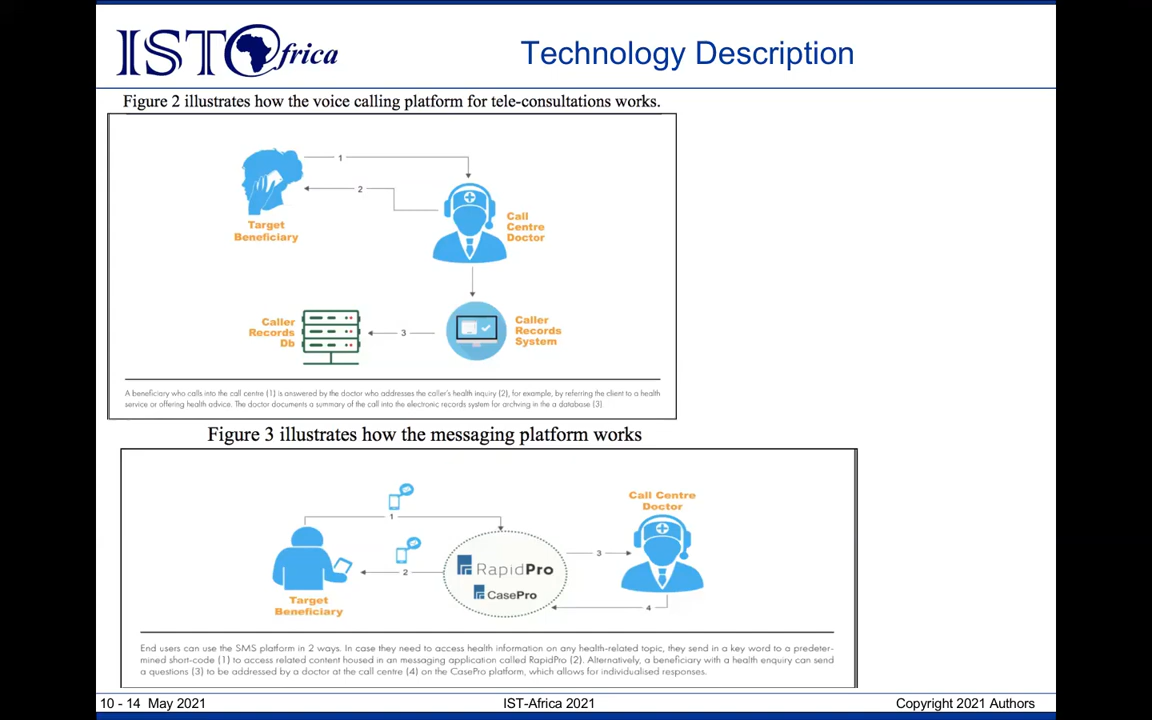 IST Africa
Technology Description
Figure 2 illustrates how the voice calling platform for tele-consultations works.
1
2
Target
Beneficiary
Call
Centre
Doctor
Caller
Records
Db
3
Caller
Records
System
A beneficiary who calls into the call centre (1) is answered by the doctor who addresses the caller's health inquiry (2), for example, by referring the client to a health
service or offering health advice. The doctor documents a summary of the call into the electronic records system for archiving in the a database (3)
Figure 3 illustrates how the messaging platform works
Call Centre
Doctor
1
2
3
4
RapidPro
CasePro
Target
Beneficiary
End users can use the SMS platform in 2 ways. In case they need to access health information on any health-related topic, they send in a key word to a predeter-
mined short-code (1) to access related content housed in an messaging application called RapidPro (2). Alternatively, a beneficiary with a health enquiry can send
a questions (3) to be addressed by a doctor at the call centre (4) on the CasePro platform, which allows for individualised responses.
10 - 14 May 2021
IST-Africa 2021
Copyright 2021 Authors